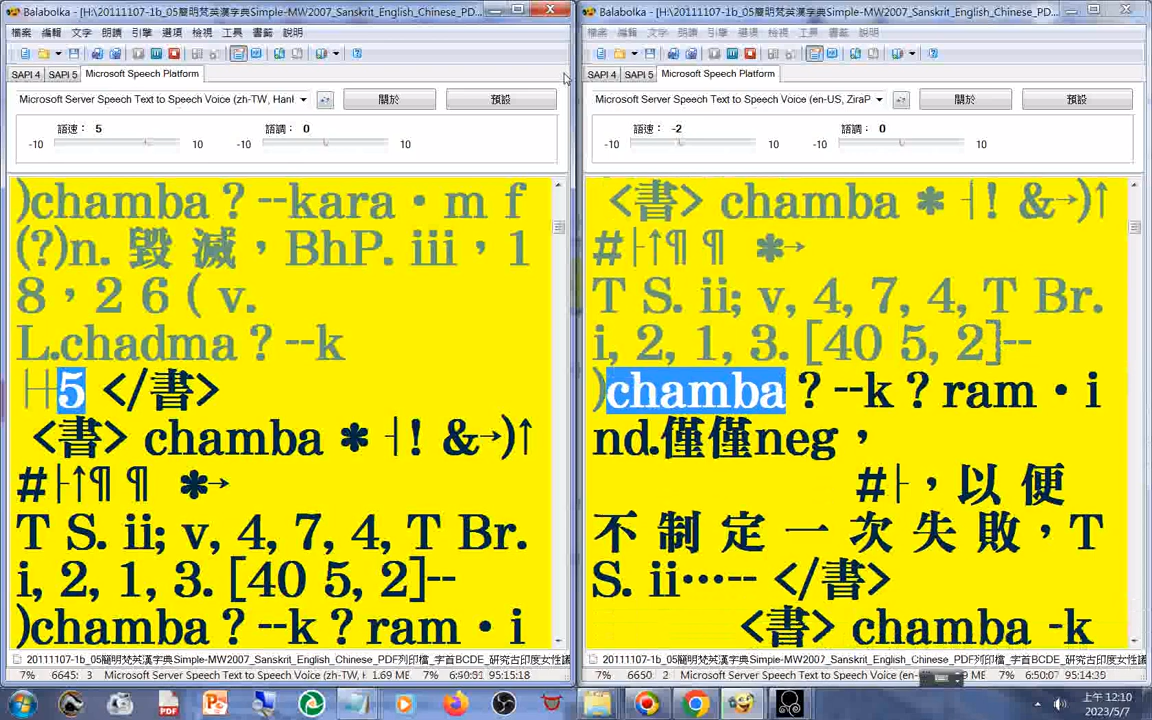 Balabolka - [H:\20111107-1b_05簡明梵英漢字典Simple-MW2007_Sanskrit_English_Chinese_PD...
檔案 編輯 文字 朗讀 引擎 選項 檢視 工具 書籤 說明
SAPI 4 SAPI 5 Microsoft Speech Platform
Microsoft Server Speech Text to Speech Voice (zh-TW, Han 關於 預設
語速： 5 語調： 0
-10 10 -10 10
)chamba？--kara·m f
(?)n. 毀 滅，BhP. iii，1
8，2 6 ( v.
L.chadma？--k
├┤5 </書>
<書> chamba＊┤! &→)↑
#├↑¶ ¶ ✱→
T S. ii; v, 4, 7, 4, T Br.
i, 2, 1, 3. [40 5, 2]--
)chamba？--k？ram·i
20111107-1b_05簡明梵英漢字典Simple-MW2007_Sanskrit_English_Chinese_PDF列印檔_字首BCDE_研究古印度女性議
7% 6645: 3 Microsoft Server Speech Text to Speech Voice (zh-TW, H 1.69 MB 7% 6:50:31 95:15:18
Balabolka - [H:\20111107-1b_05簡明梵英漢字典Simple-MW2007_Sanskrit_English_Chinese_PD...
檔案 編輯 文字 朗讀 引擎 選項 檢視 工具 書籤 說明
SAPI 4 SAPI 5 Microsoft Speech Platform
Microsoft Server Speech Text to Speech Voice (en-US, ZiraP 關於 預設
語速： -2 語調： 0
-10 10 -10 10
<書> chamba＊┤! &→)↑
#├↑¶ ¶ ✱→
T S. ii; v, 4, 7, 4, T Br.
i, 2, 1, 3. [40 5, 2]--
)chamba？--k？ram·i
nd.僅僅neg，
#├，以 便
不 制 定 一 次 失 敗，T
S. ii…-- </書>
<書> chamba -k
20111107-1b_05簡明梵英漢字典Simple-MW2007_Sanskrit_English_Chinese_PDF列印檔_字首BCDE_研究古印度女性議
7% 6650: 2 Microsoft Server Speech Text to Speech Voice (en-US, 7% 6:50:07 95:14:39
上午 12:10
2023/5/7